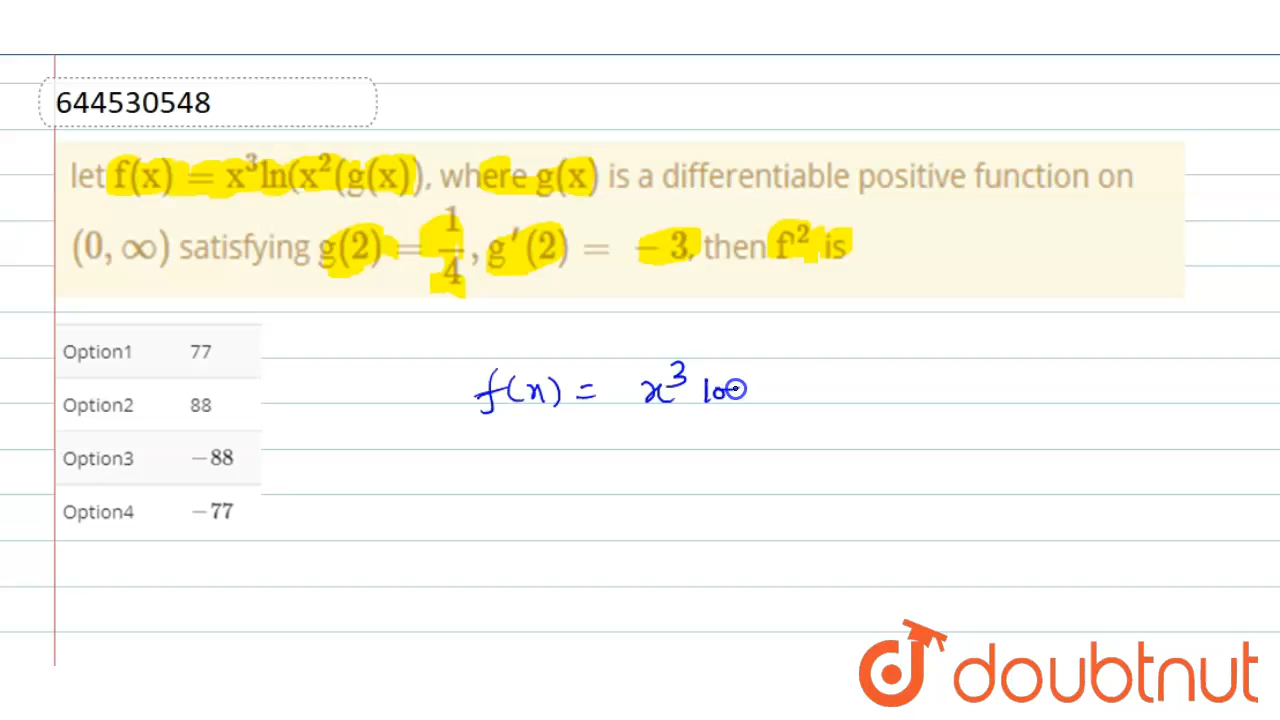 644530548
let f(x) = x³ln(x²(g(x)), where g(x) is a differentiable positive function on
(0, ∞) satisfying g(2) = 1/4, g′(2) = − 3, then f'² is
Option1 77
Option2 88
Option3 −88
Option4 −77
f(x) = x³ lo
doubtnut